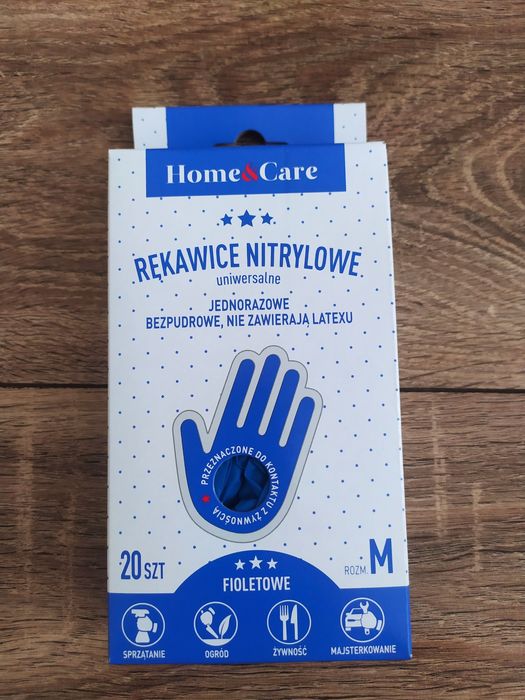 Home&Care
RĘKAWICE NITRYLOWE
uniwersalne
JEDNORAZOWE
BEZPUDROWE, NIE ZAWIERAJĄ LATEXU
PRZEZNACZONE DO KONTAKTU Z ŻYWNOŚCIĄ
20 SZT
FIOLETOWE
ROZM. M
SPRZĄTANIE
OGRÓD
ŻYWNOŚĆ
MAJSTERKOWANIE